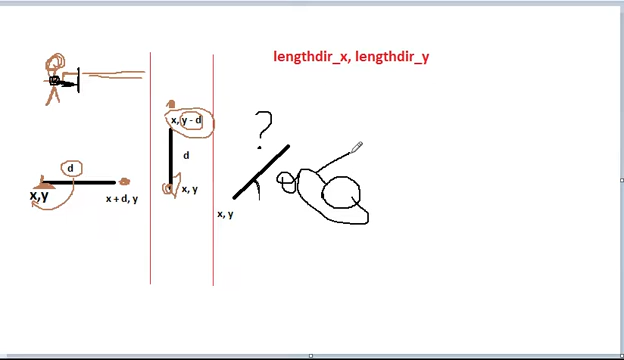 lengthdir_x, lengthdir_y
x, y - d
?
d
d
x, y
x,y
x + d, y
x, y